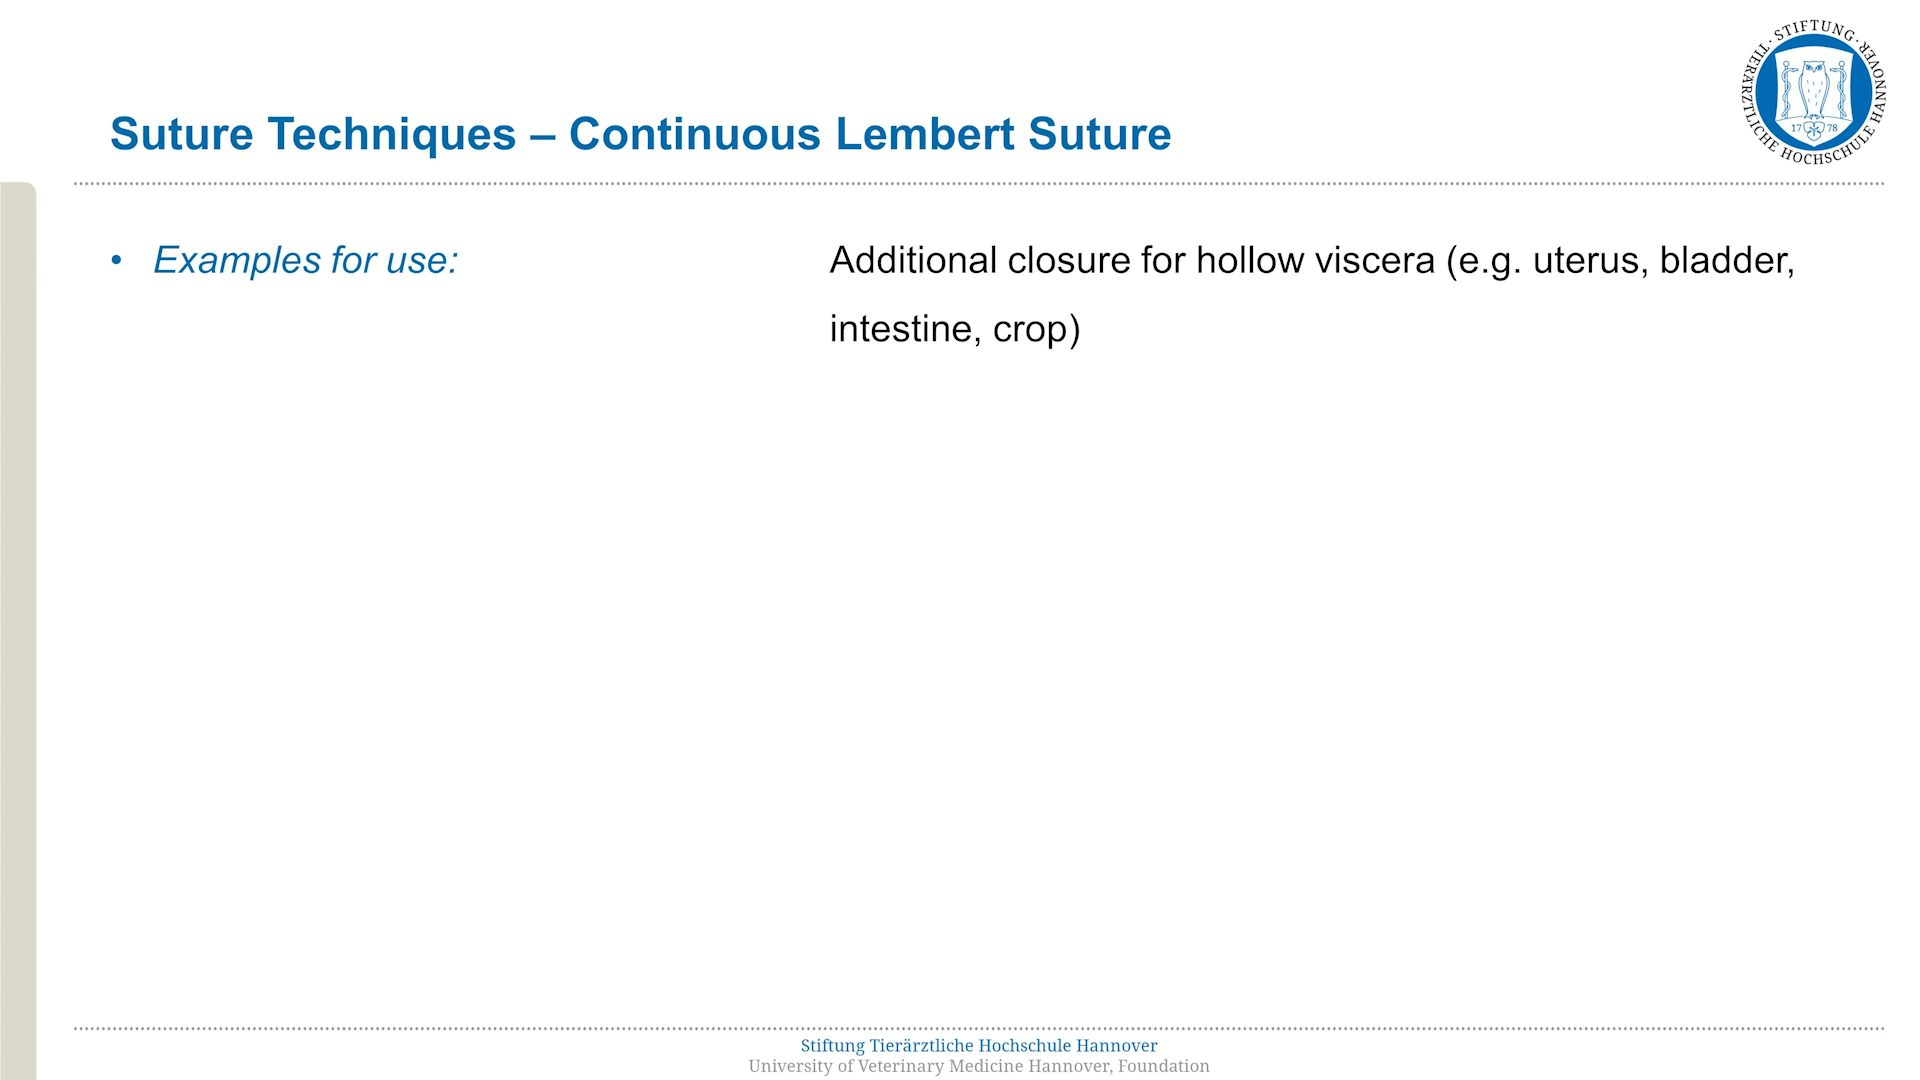 Suture Techniques – Continuous Lembert Suture
· STIFTUNG · TIERÄRZTLICHE HOCHSCHULE HANNOVER
17 78
• Examples for use: Additional closure for hollow viscera (e.g. uterus, bladder,
intestine, crop)
Stiftung Tierärztliche Hochschule Hannover
University of Veterinary Medicine Hannover, Foundation